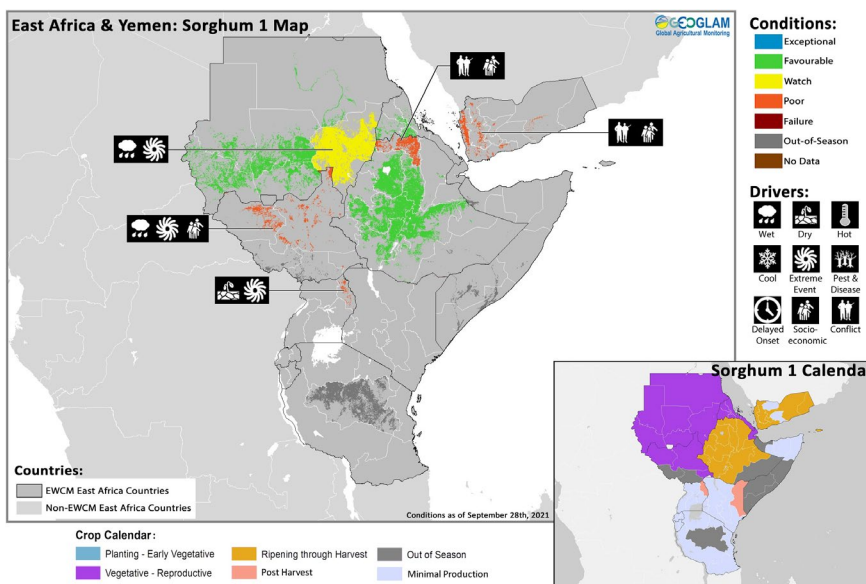 East Africa & Yemen: Sorghum 1 Map
GEOGLAM
Global Agricultural Monitoring
Conditions:
Exceptional
Favourable
Watch
Poor
Failure
Out-of-Season
No Data
Drivers:
Wet
Dry
Hot
Cool
Extreme
Event
Pest &
Disease
Delayed
Onset
Socio-
economic
Conflict
Countries:
EWCM East Africa Countries
Non-EWCM East Africa Countries
Conditions as of September 28th, 2021
Sorghum 1 Calenda
Crop Calendar:
Planting - Early Vegetative
Ripening through Harvest
Out of Season
Vegetative - Reproductive
Post Harvest
Minimal Production